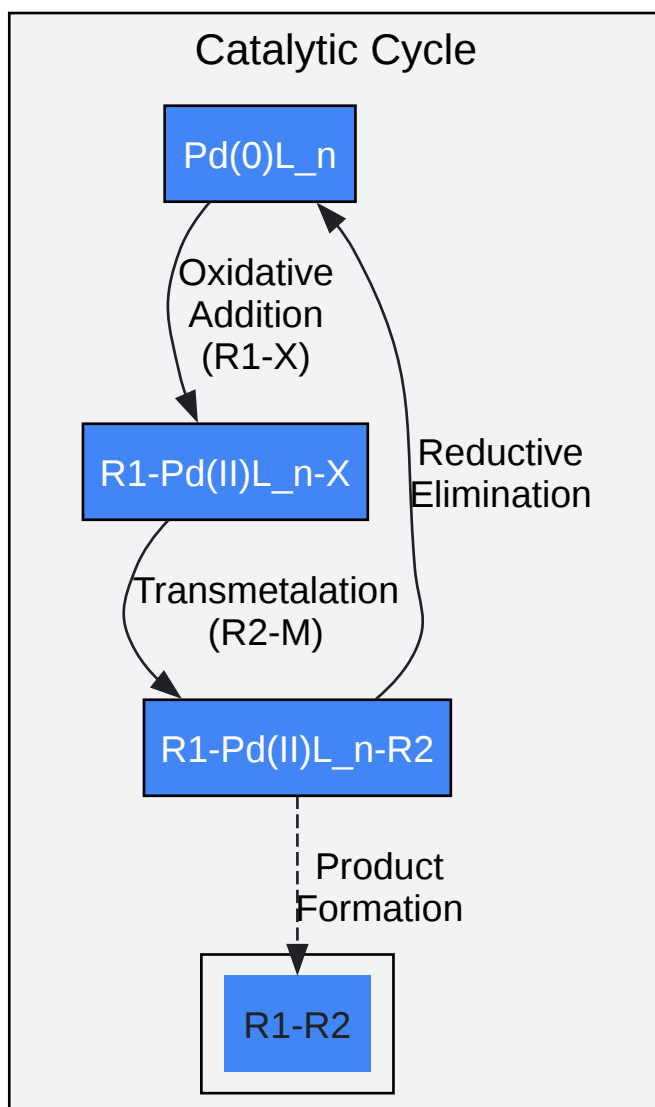 Catalytic Cycle
Pd(0)L_n
Oxidative
Addition
(R1-X)
R1-Pd(II)L_n-X
Reductive
Elimination
Transmetalation
(R2-M)
R1-Pd(II)L_n-R2
Product
Formation
R1-R2